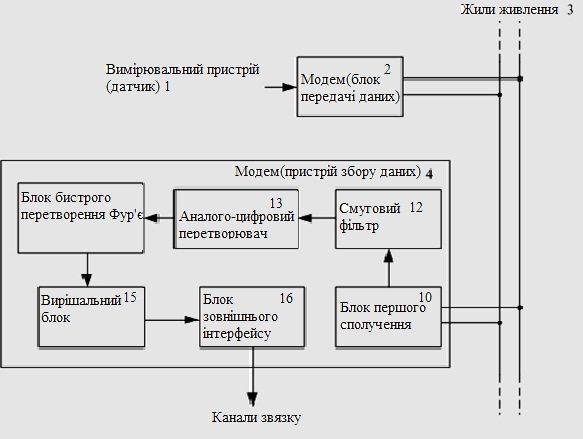 Жили живлення 3
Вимірювальний пристрій
(датчик) 1
2
Модем(блок
передачі даних)
Модем(пристрій збору даних) 4
Блок бистрого
перетворення Фур'є
13
Аналого-цифровий
перетворювач
Смуговий 12
фільтр
Вирішальний 15
блок
Блок 16
зовнішнього
інтерфейсу
10
Блок першого
сполучення
Канали звязку